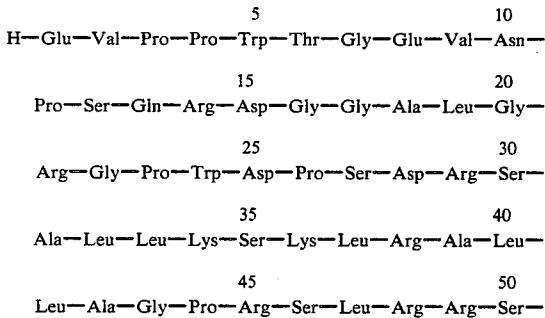 5 10
H—Glu—Val—Pro—Pro—Trp—Thr—Gly—Glu—Val—Asn—
15 20
Pro—Ser—Gln—Arg—Asp—Gly—Gly—Ala—Leu—Gly—
25 30
Arg—Gly—Pro—Trp—Asp—Pro—Ser—Asp—Arg—Ser—
35 40
Ala—Leu—Leu—Lys—Ser—Lys—Leu—Arg—Ala—Leu—
45 50
Leu—Ala—Gly—Pro—Arg—Ser—Leu—Arg—Arg—Ser—